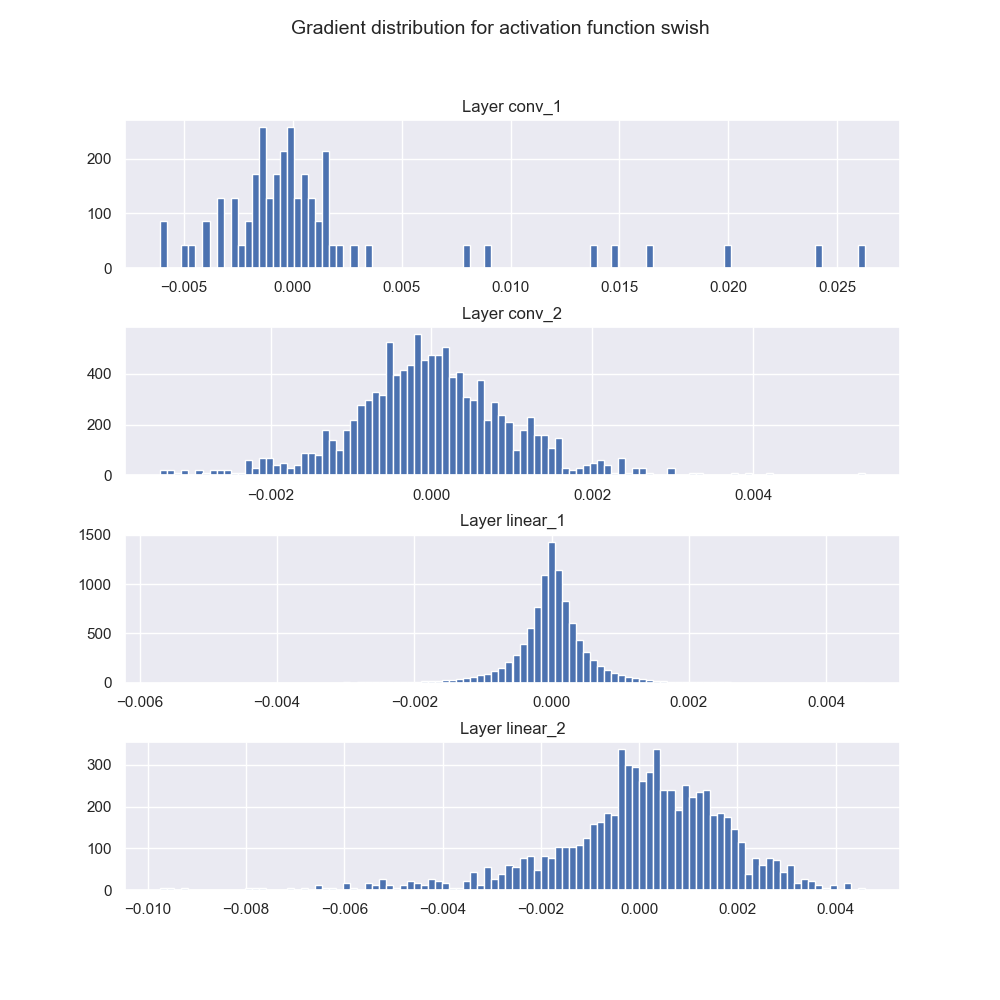 Gradient distribution for activation function swish
Layer conv_1
200
100
0
−0.005 0.000 0.005 0.010 0.015 0.020 0.025
Layer conv_2
400
200
0
−0.002 0.000 0.002 0.004
Layer linear_1
1500
1000
500
0
−0.006 −0.004 −0.002 0.000 0.002 0.004
Layer linear_2
300
200
100
0
−0.010 −0.008 −0.006 −0.004 −0.002 0.000 0.002 0.004